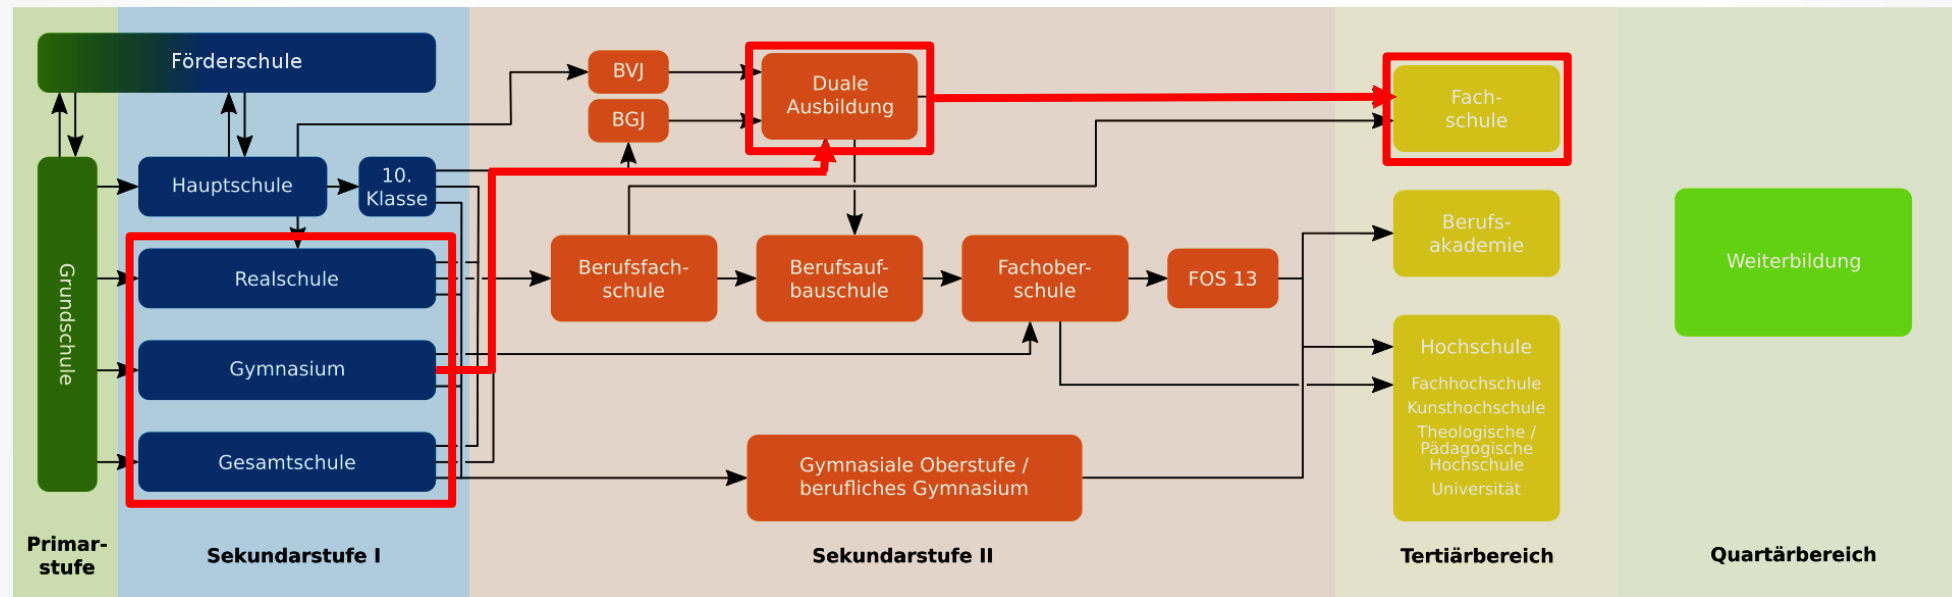 Förderschule
Grundschule
Hauptschule
10.
Klasse
Realschule
Gymnasium
Gesamtschule
BVJ
BGJ
Duale
Ausbildung
Berufsfach-
schule
Berufsauf-
bauschule
Fachober-
schule
FOS 13
Gymnasiale Oberstufe /
berufliches Gymnasium
Fach-
schule
Berufs-
akademie
Hochschule
Fachhochschule
Kunsthochschule
Theologische /
Pädagogische
Hochschule
Universität
Weiterbildung
Primar-
stufe
Sekundarstufe I
Sekundarstufe II
Tertiärbereich
Quartärbereich